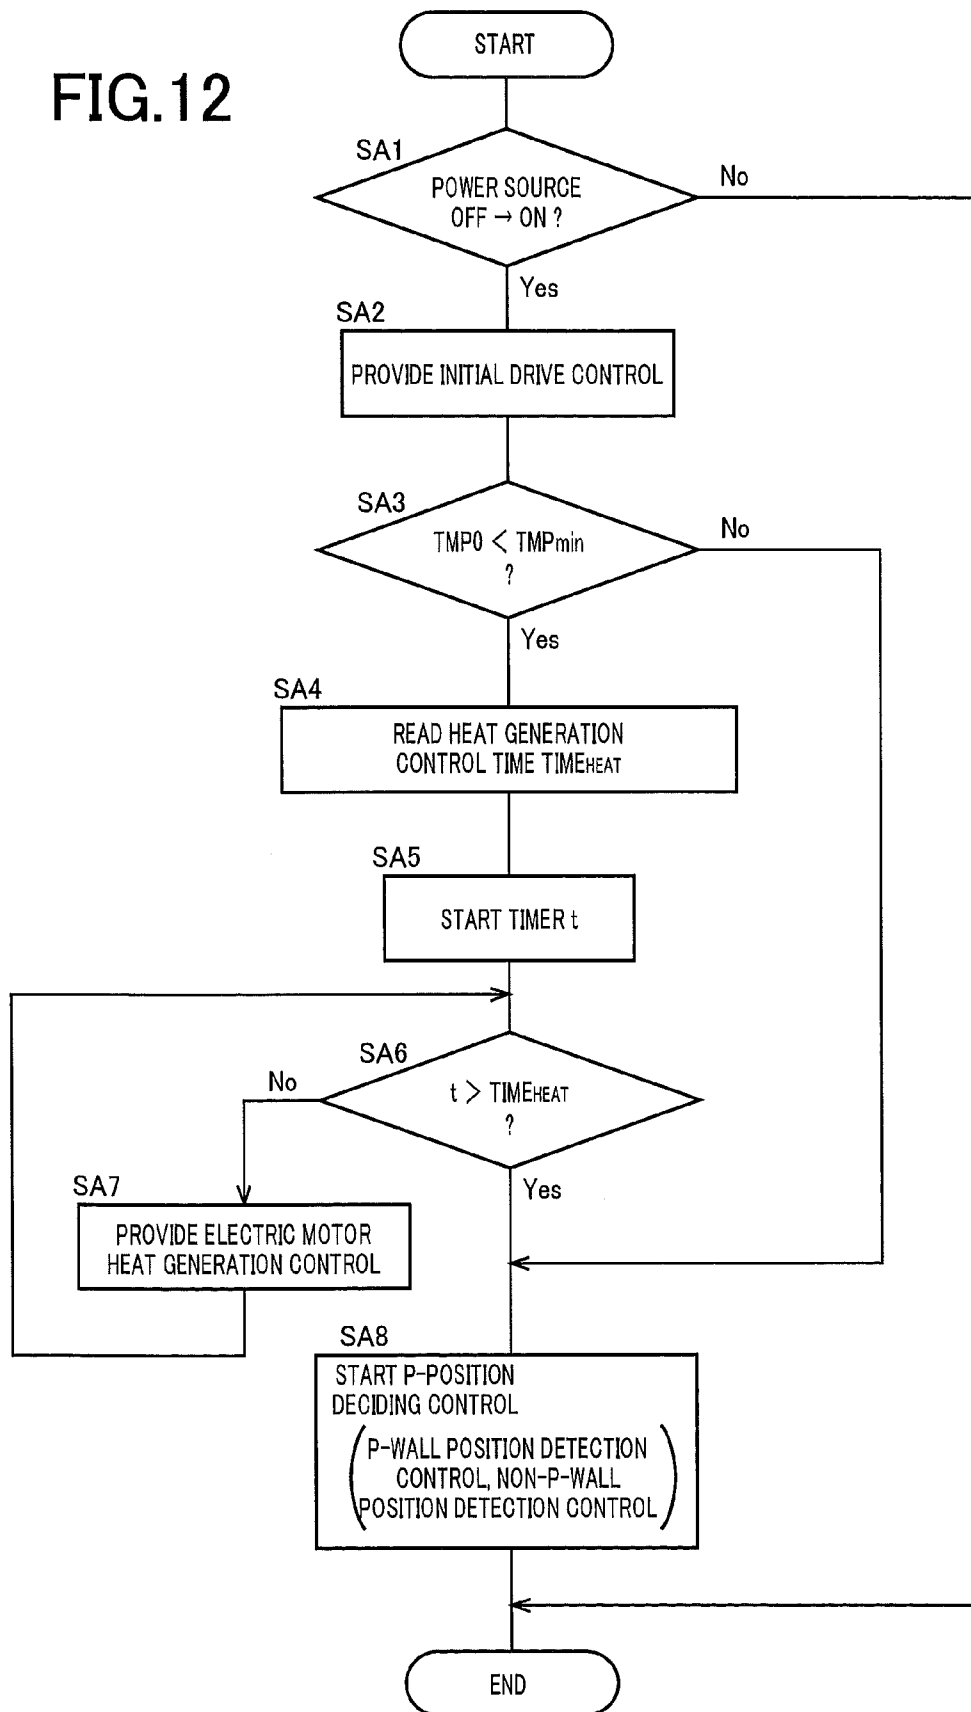 FIG.12
START
SA1
POWER SOURCE
OFF → ON ?
No
Yes
SA2
PROVIDE INITIAL DRIVE CONTROL
SA3
TMP0 < TMPmin
?
No
Yes
SA4
READ HEAT GENERATION
CONTROL TIME TIMEHEAT
SA5
START TIMER t
SA6
t > TIMEHEAT
?
No
Yes
SA7
PROVIDE ELECTRIC MOTOR
HEAT GENERATION CONTROL
SA8
START P-POSITION
DECIDING CONTROL
(P-WALL POSITION DETECTION
CONTROL, NON-P-WALL
POSITION DETECTION CONTROL)
END